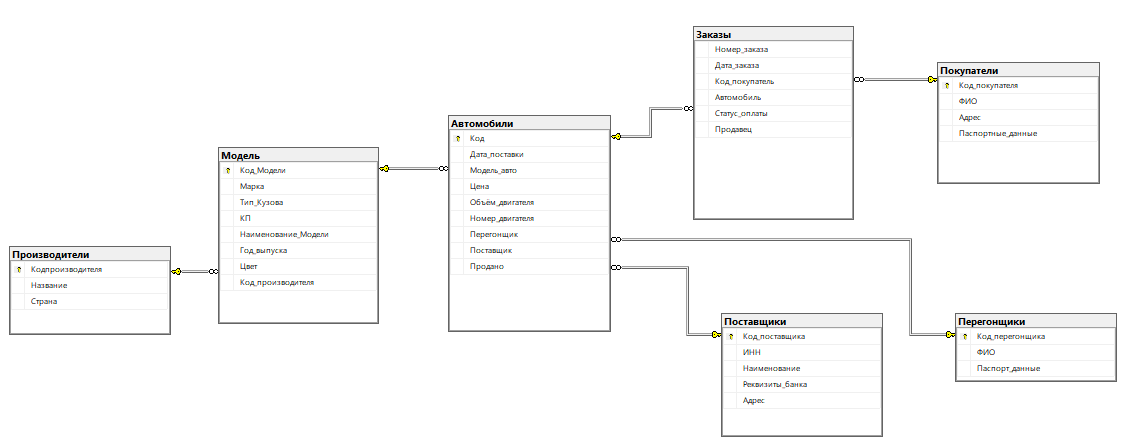 Заказы
Номер_заказа
Дата_заказа
Код_покупатель
Автомобиль
Статус_оплаты
Продавец
Покупатели
Код_покупателя
ФИО
Адрес
Паспортные_данные
Автомобили
Код
Дата_поставки
Модель_авто
Цена
Объём_двигателя
Номер_двигателя
Перегонщик
Поставщик
Продано
Модель
Код_Модели
Марка
Тип_Кузова
КП
Наименование_Модели
Год_выпуска
Цвет
Код_производителя
Производители
Кодпроизводителя
Название
Страна
Поставщики
Код_поставщика
ИНН
Наименование
Реквизиты_банка
Адрес
Перегонщики
Код_перегонщика
ФИО
Паспорт_данные